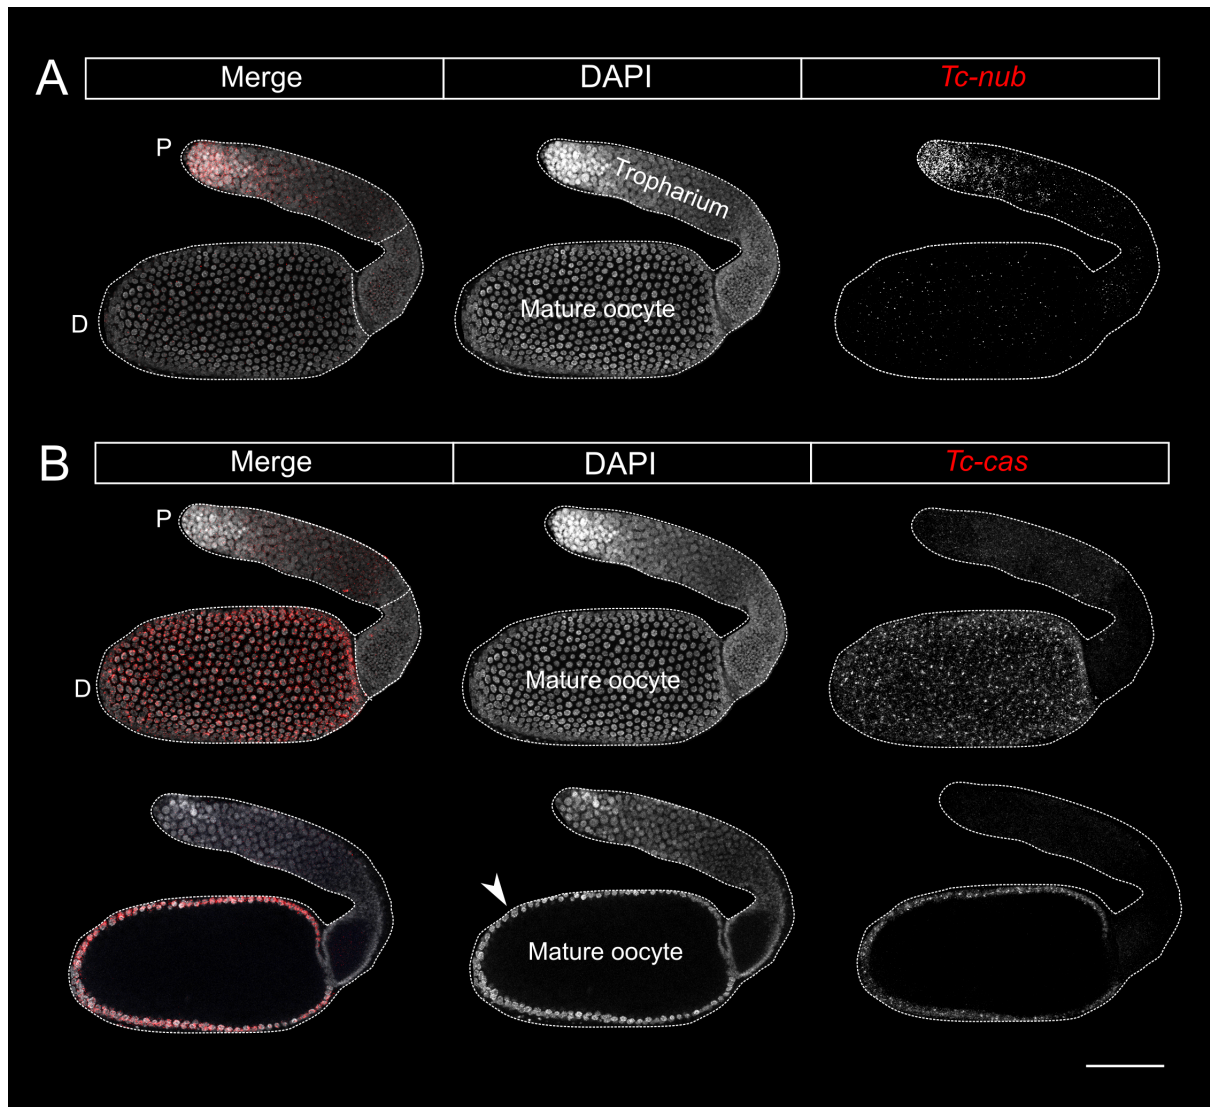 A
Merge
DAPI
Tc-nub
P
Tropharium
D
Mature oocyte
B
Merge
DAPI
Tc-cas
P
D
Mature oocyte
Mature oocyte